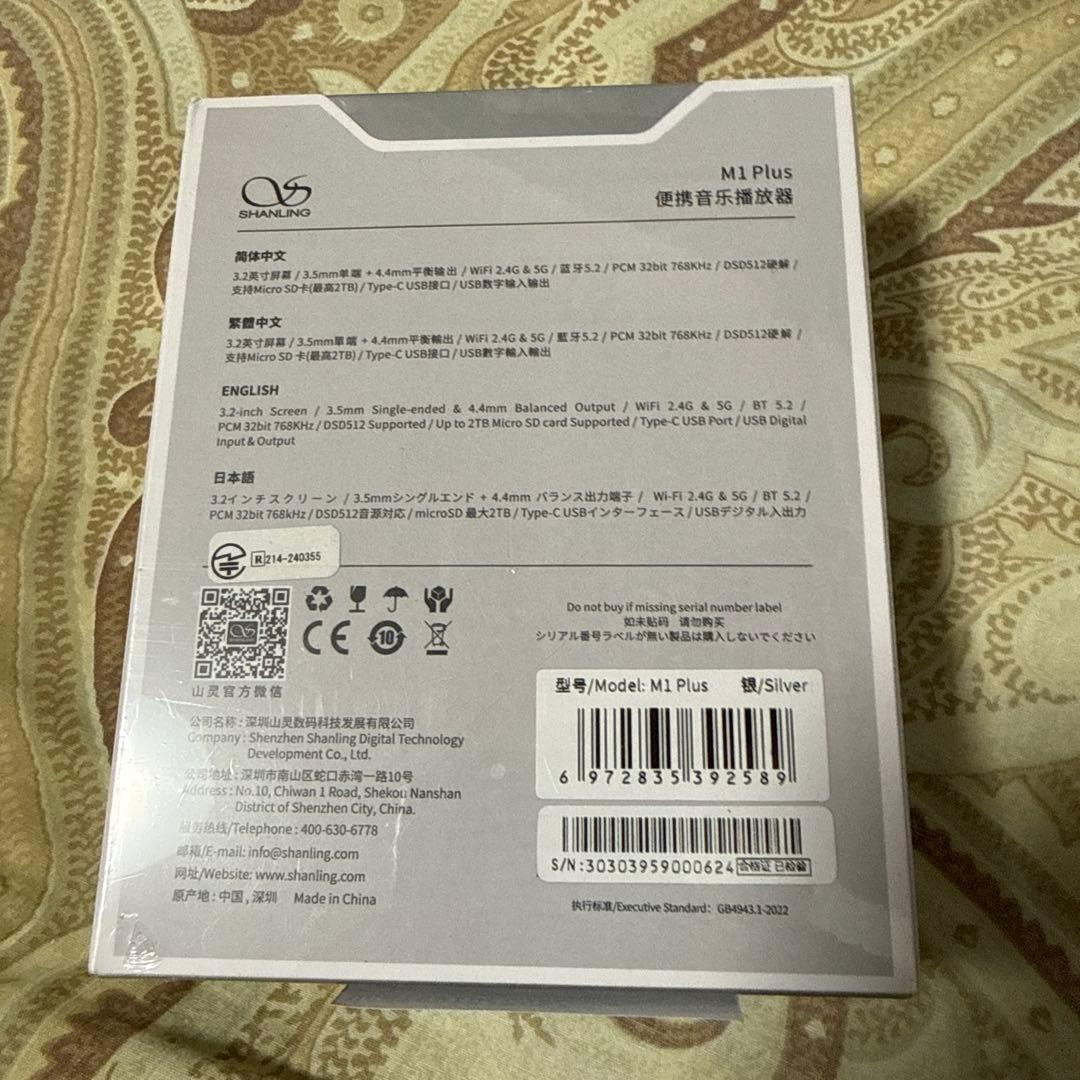 SHANLING
M1 Plus
便携音乐播放器
简体中文
3.2英寸屏幕 / 3.5mm单端 + 4.4mm平衡输出 / WiFi 2.4G & 5G / 蓝牙5.2 / PCM 32bit 768KHz / DSD512硬解 /
支持Micro SD卡(最高2TB) / Type-C USB接口 / USB数字输入输出
繁體中文
3.2英寸屏幕 / 3.5mm單端 + 4.4mm平衡輸出 / WiFi 2.4G & 5G / 藍牙5.2 / PCM 32bit 768KHz / DSD512硬解 /
支持Micro SD 卡(最高2TB) / Type-C USB接口 / USB數字輸入輸出
ENGLISH
3.2-inch Screen / 3.5mm Single-ended & 4.4mm Balanced Output / WiFi 2.4G & 5G / BT 5.2 /
PCM 32bit 768KHz / DSD512 Supported / Up to 2TB Micro SD card Supported / Type-C USB Port / USB Digital
Input & Output
日本語
3.2インチスクリーン / 3.5mmシングルエンド + 4.4mm バランス出力端子 / Wi-Fi 2.4G & 5G / BT 5.2 /
PCM 32bit 768kHz / DSD512音源対応 / microSD 最大2TB / Type-C USBインターフェース / USBデジタル入出力
R 214-240355
CE
10
山灵官方微信
Do not buy if missing serial number label
如未贴码 请勿购买
シリアル番号ラベルが無い製品は購入しないでください
型号/Model: M1 Plus 银/Silver
6 972835 392589
S/N:30303959000624 合格证 已检验
执行标准/Executive Standard: GB4943.1-2022
公司名称 : 深圳山灵数码科技发展有限公司
Company : Shenzhen Shanling Digital Technology
Development Co., Ltd.
公司地址 : 深圳市南山区蛇口赤湾一路10号
Address : No.10, Chiwan 1 Road, Shekou Nanshan
District of Shenzhen City, China.
服务热线/Telephone : 400-630-6778
邮箱/E-mail: info@shanling.com
网址/Website: www.shanling.com
原产地 : 中国 , 深圳 Made in China